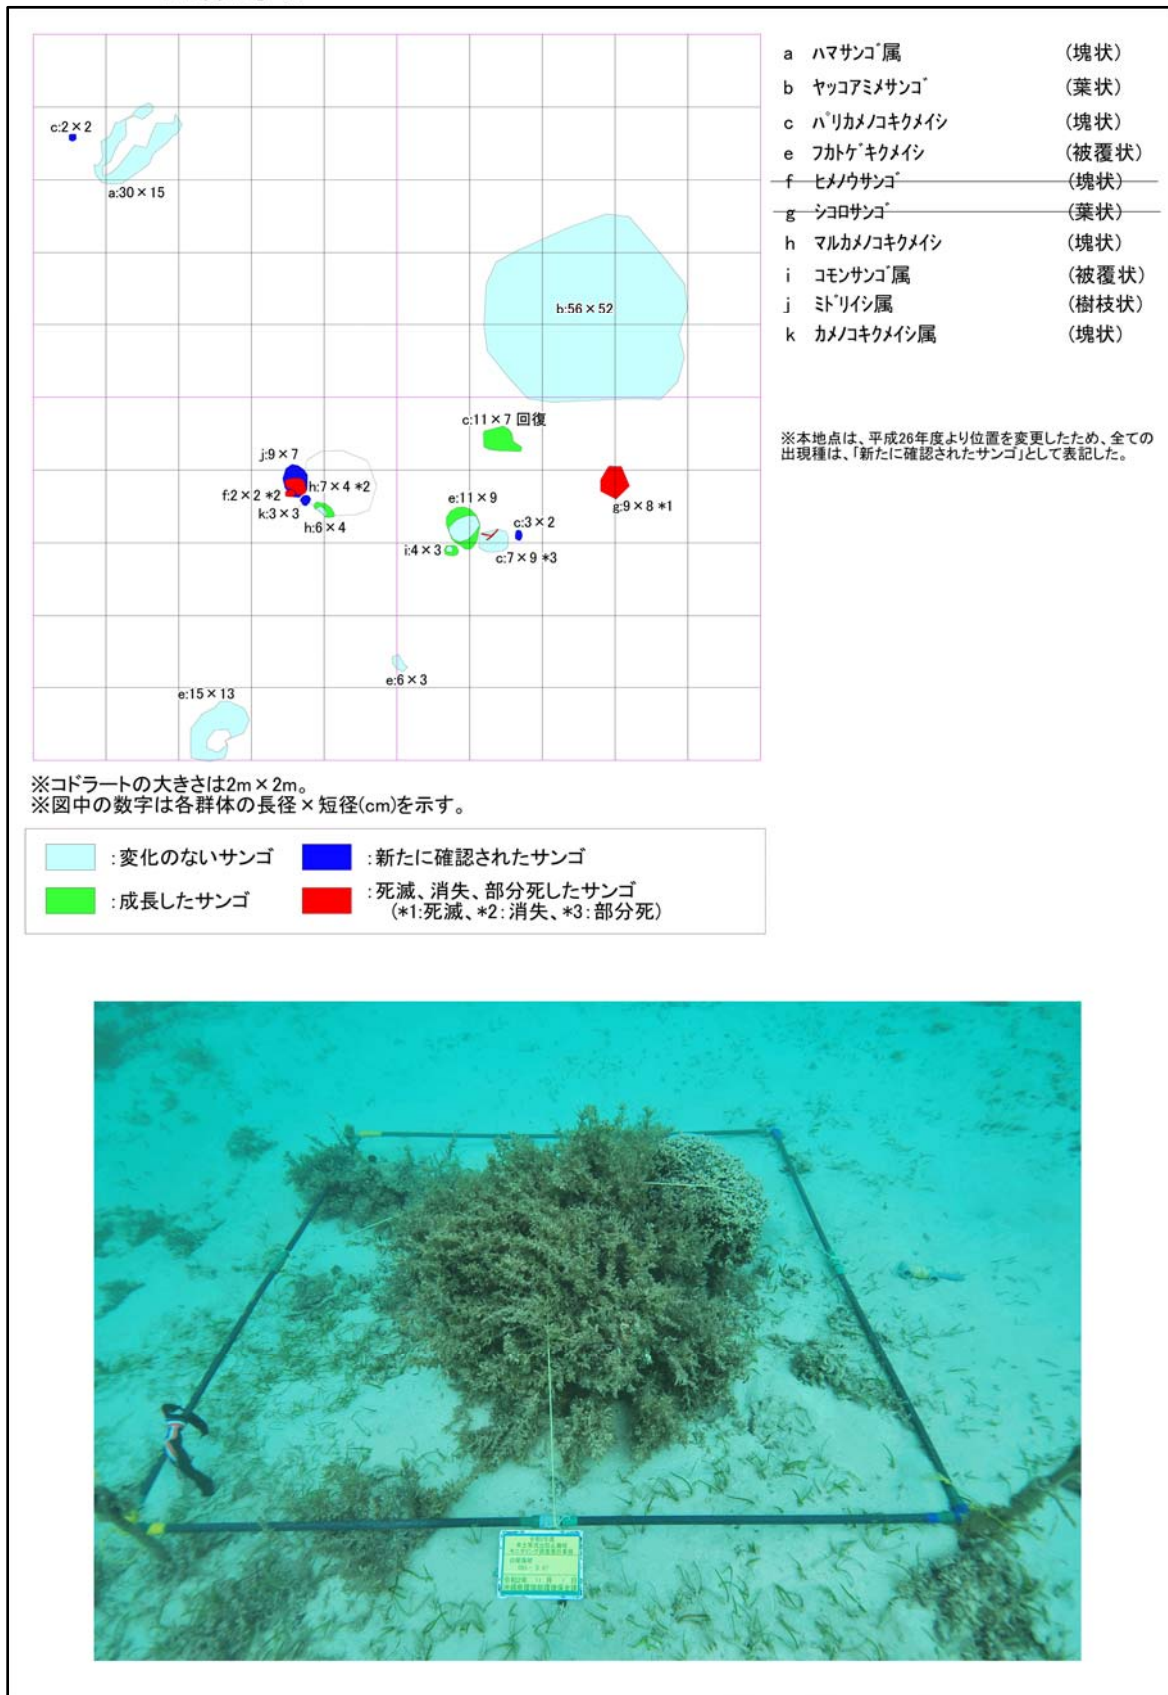 c:2×2
a:30×15
b:56×52
c:11×7 回復
j:9×7
h:7×4 *2
f:2×2 *2
k:3×3
h:6×4
e:11×9
g:9×8 *1
c:3×2
i:4×3
c:7×9 *3
e:6×3
e:15×13
a ハマサンゴ属 (塊状)
b ヤッコアミメサンゴ (葉状)
c パリカメノコキクメイシ (塊状)
e フカトゲキクメイシ (被覆状)
f ヒメノウサンゴ (塊状)
g シコロサンゴ (葉状)
h マルカメノコキクメイシ (塊状)
i コモンサンゴ属 (被覆状)
j ミドリイシ属 (樹枝状)
k カメノコキクメイシ属 (塊状)
※本地点は、平成26年度より位置を変更したため、全ての
出現種は、「新たに確認されたサンゴ」として表記した。
※コドラートの大きさは2m×2m。
※図中の数字は各群体の長径×短径(cm)を示す。
:変化のないサンゴ
:新たに確認されたサンゴ
:成長したサンゴ
:死滅、消失、部分死したサンゴ
(*1:死滅、*2:消失、*3:部分死)